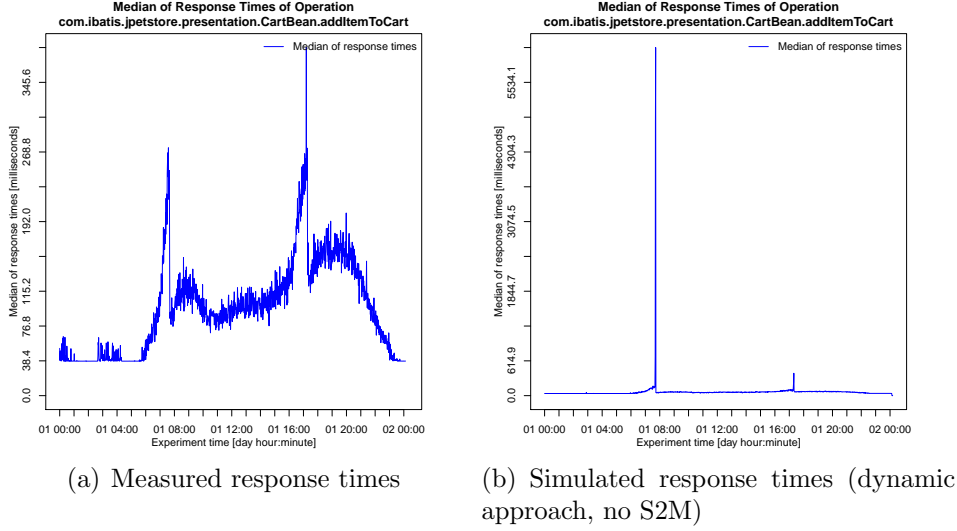 Median of Response Times of Operation
com.ibatis.jpetstore.presentation.CartBean.addItemToCart
Median of response times
Median of response times [milliseconds]
345.6
268.8
192.0
115.2
76.8
38.4
0.0
01 00:00 01 04:00 01 08:00 01 12:00 01 16:00 01 20:00 02 00:00
Experiment time [day hour:minute]
(a) Measured response times
Median of Response Times of Operation
com.ibatis.jpetstore.presentation.CartBean.addItemToCart
Median of response times
Median of response times [milliseconds]
5534.1
4304.3
3074.5
1844.7
614.9
0.0
01 00:00 01 04:00 01 08:00 01 12:00 01 16:00 01 20:00 02 00:00
Experiment time [day hour:minute]
(b) Simulated response times (dynamic
approach, no S2M)